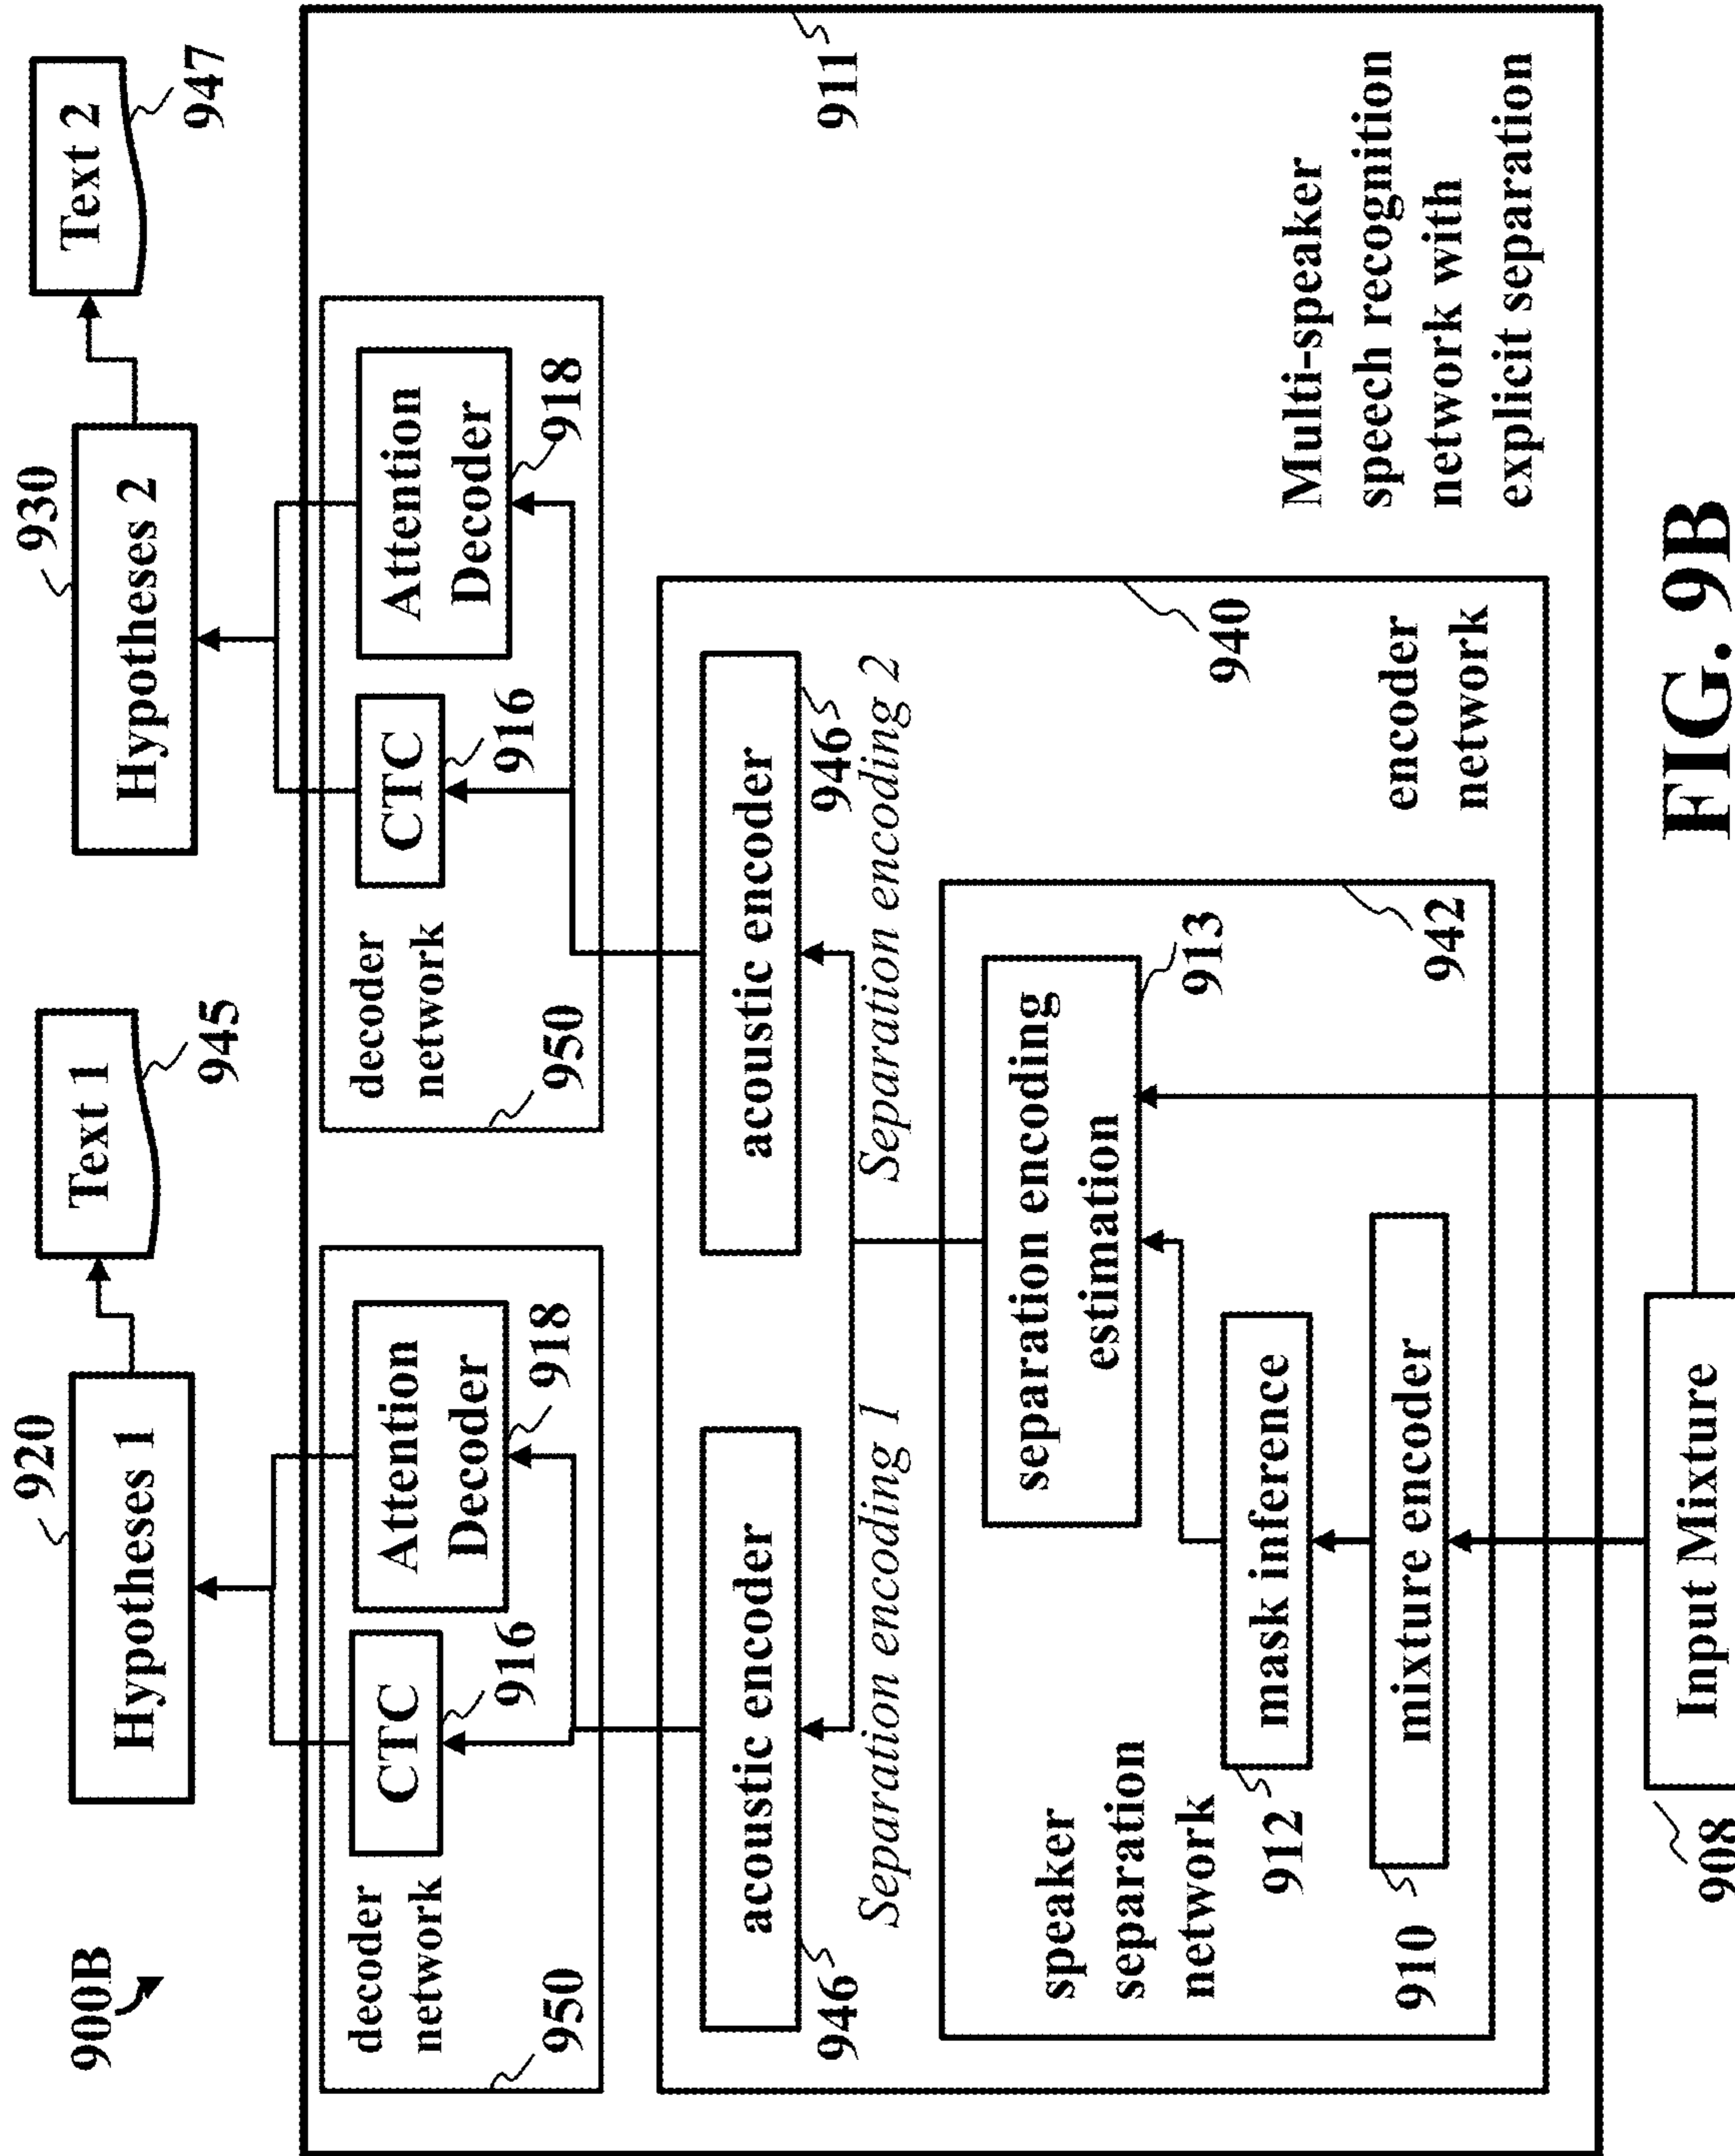 900B
920
Hypotheses 1
Text 1
945
930
Hypotheses 2
Text 2
947
decoder
network
950
CTC
916
Attention
Decoder
918
decoder
network
950
CTC
916
Attention
Decoder
918
acoustic encoder
946
Separation encoding 1
acoustic encoder
946
Separation encoding 2
speaker
separation
network
separation encoding
estimation
913
mask inference
912
mixture encoder
910
942
940
encoder
network
911
Multi-speaker
speech recognition
network with
explicit separation
Input Mixture
908
FIG. 9B